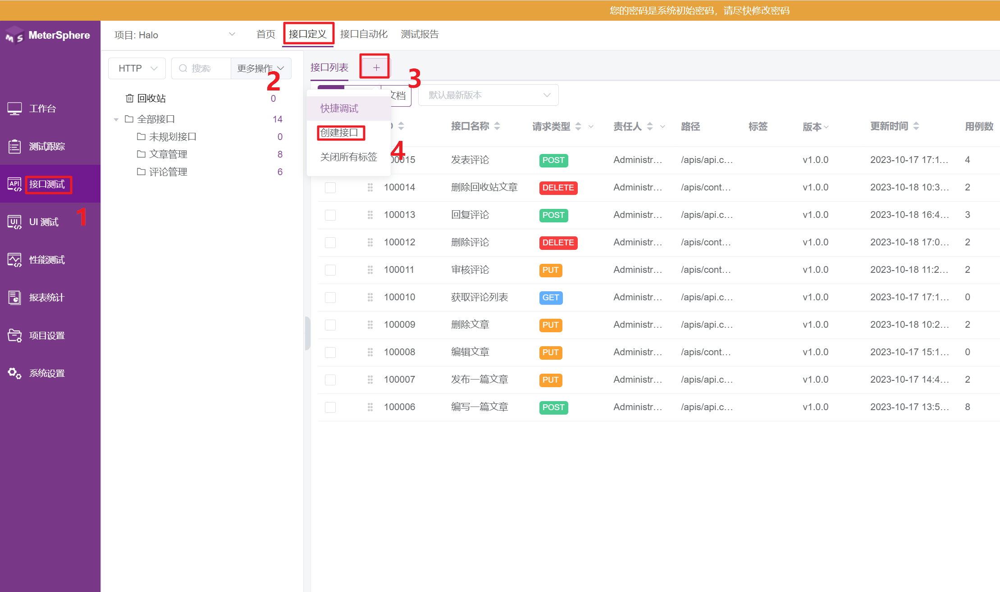 您的密码是系统初始密码，请尽快修改密码
MeterSphere
项目: Halo
首页
接口定义
接口自动化
测试报告
工作台
测试跟踪
API
接口测试
1
UI
UI 测试
性能测试
报表统计
项目设置
系统设置
HTTP
搜索
更多操作
2
回收站 0
全部接口 14
未规划接口 0
文章管理 8
评论管理 6
接口列表
+
3
文档
默认最新版本
快捷调试
创建接口
4
关闭所有标签
接口名称 请求类型 责任人 路径 标签 版本 更新时间 用例数
00015 发表评论 POST Administr... /apis/api.c... v1.0.0 2023-10-17 17:1... 4
100014 删除回收站文章 DELETE Administr... /apis/cont... v1.0.0 2023-10-18 10:3... 2
100013 回复评论 POST Administr... /apis/api.c... v1.0.0 2023-10-18 16:4... 3
100012 删除评论 DELETE Administr... /apis/cont... v1.0.0 2023-10-18 17:0... 2
100011 审核评论 PUT Administr... /apis/cont... v1.0.0 2023-10-18 11:2... 2
100010 获取评论列表 GET Administr... /apis/api.c... v1.0.0 2023-10-17 17:1... 0
100009 删除文章 PUT Administr... /apis/api.c... v1.0.0 2023-10-18 10:2... 2
100008 编辑文章 PUT Administr... /apis/cont... v1.0.0 2023-10-17 15:1... 0
100007 发布一篇文章 PUT Administr... /apis/api.c... v1.0.0 2023-10-17 14:4... 2
100006 编写一篇文章 POST Administr... /apis/api.c... v1.0.0 2023-10-17 13:5... 8